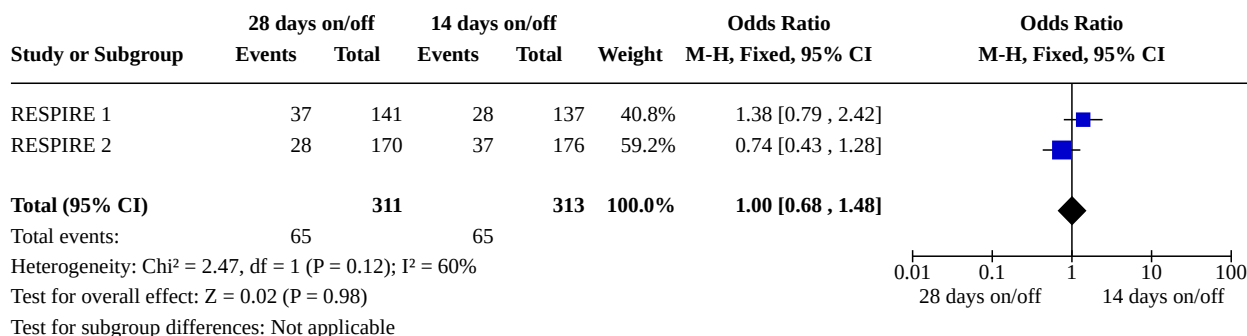 28 days on/off 14 days on/off Odds Ratio Odds Ratio
Study or Subgroup Events Total Events Total Weight M-H, Fixed, 95% CI M-H, Fixed, 95% CI
RESPIRE 1 37 141 28 137 40.8% 1.38 [0.79 , 2.42]
RESPIRE 2 28 170 37 176 59.2% 0.74 [0.43 , 1.28]
Total (95% CI) 311 313 100.0% 1.00 [0.68 , 1.48]
Total events: 65 65
Heterogeneity: Chi² = 2.47, df = 1 (P = 0.12); I² = 60%
0.01 0.1 1 10 100
Test for overall effect: Z = 0.02 (P = 0.98) 28 days on/off 14 days on/off
Test for subgroup differences: Not applicable